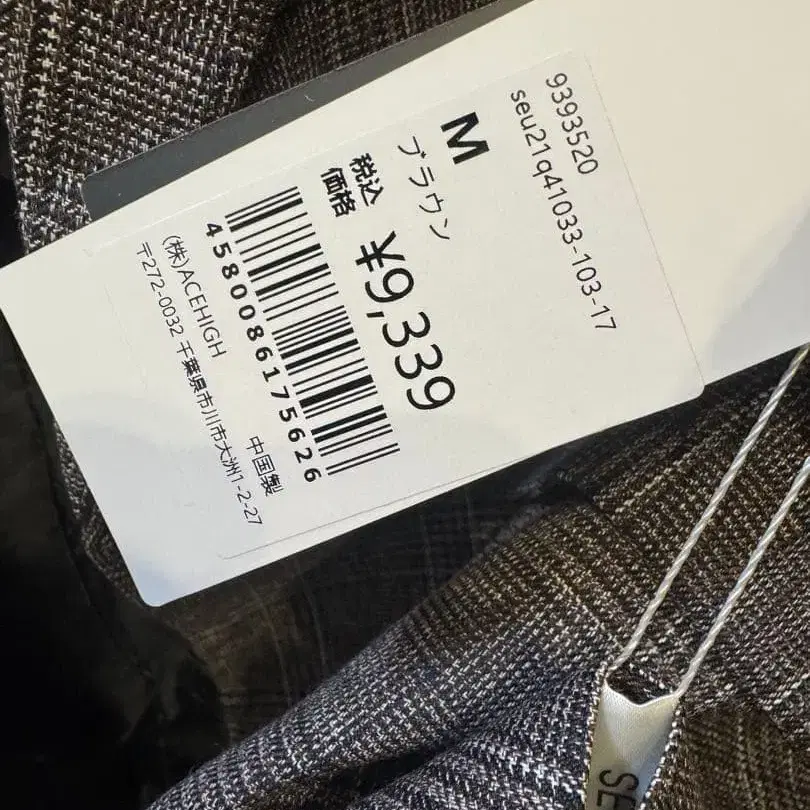 9393520
seu21q41033-103-17
M
ブラウン
税込
価格
¥9,339
4580086175626
中国製
(株)ACEHIGH
〒272-0032 千葉県市川市大洲1-2-27
SE